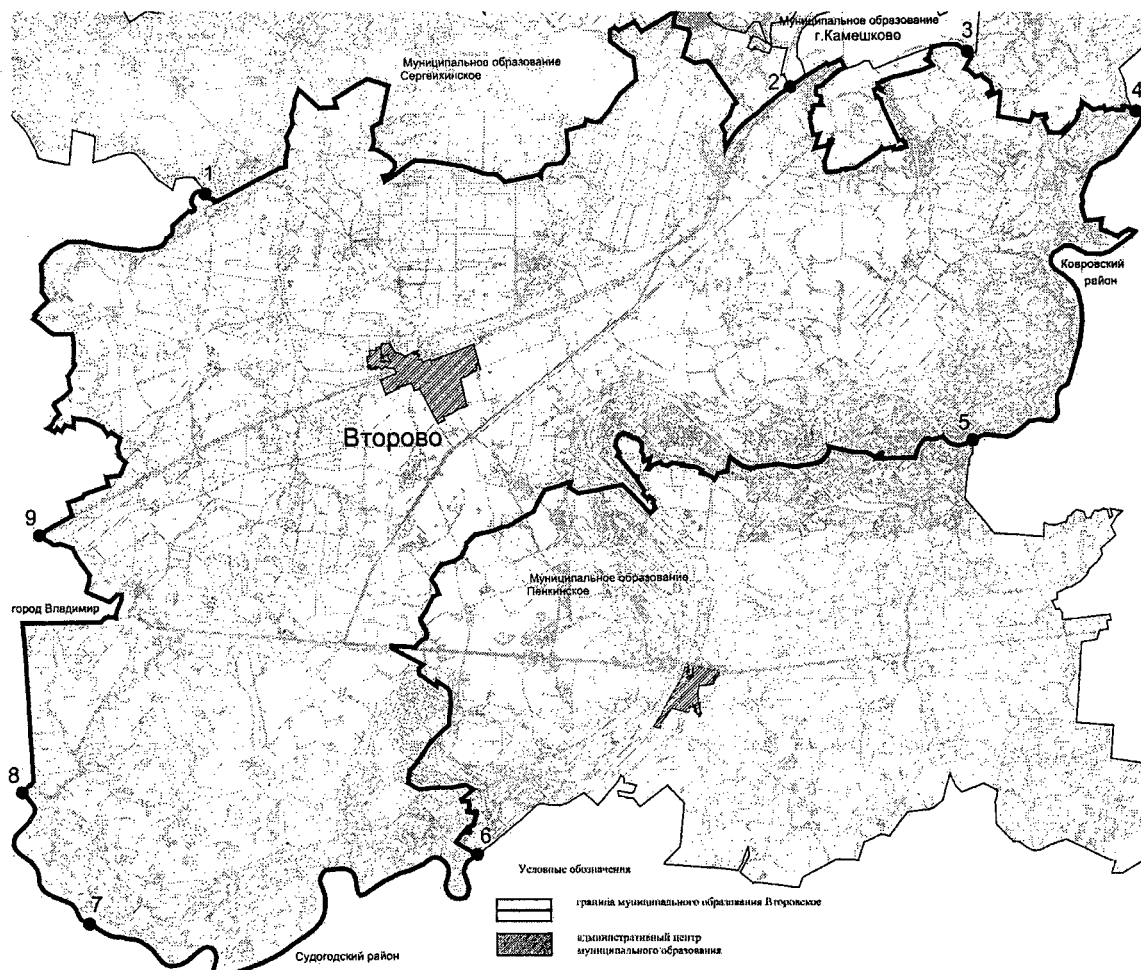 Муниципальное образование
г.Камешково
3
Муниципальное образование
Сергеихинское
2
4
1
Ковровский
район
Второво
5
9
Муниципальное образование
Пенкинское
город Владимир
8
6
Условные обозначения
граница муниципального образования Второвское
7
административный центр
муниципального образования
Судогодский район